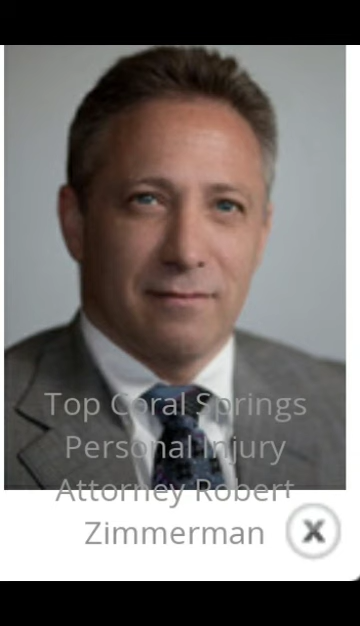 Top Coral Springs
Personal Injury
Attorney Robert
Zimmerman
X